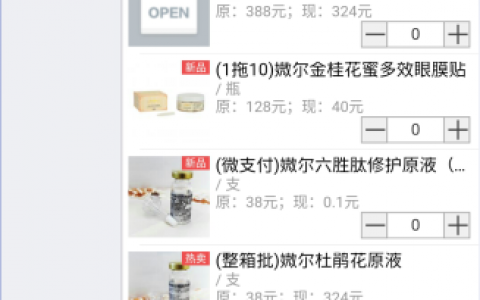 OPEN
原：388元；现：324元
0
新品
(1拖10)媺尔金桂花蜜多效眼膜贴
/ 瓶
原：128元；现：40元
0
新品
(微支付)媺尔六胜肽修护原液（...
/ 支
原：38元；现：0.1元
0
热卖
(整箱批)媺尔杜鹃花原液
/ 支
原：388元；现：324元